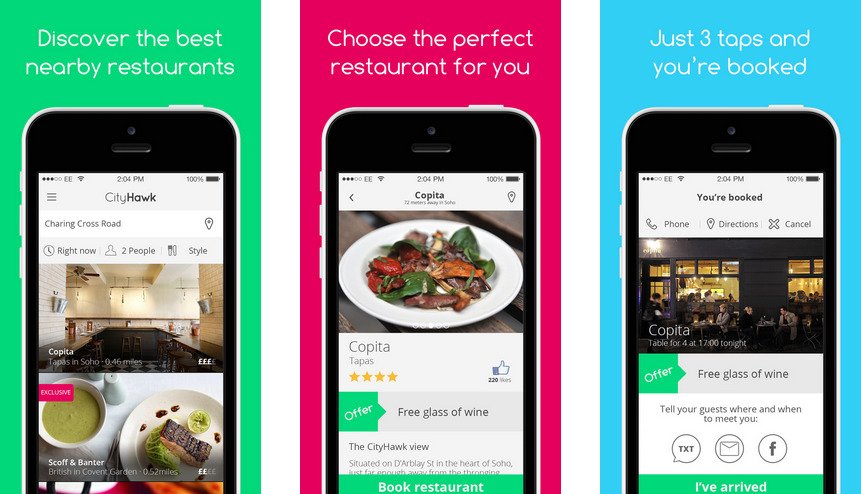 Discover the best
nearby restaurants
EE 2:04 PM 100%
CityHawk
Charing Cross Road
Right now 2 People Style
Copita
Tapas in Soho · 0.46 miles £££€
EXCLUSIVE
Scoff & Banter
British in Covent Garden · 0.52miles ££££
Choose the perfect
restaurant for you
EE 2:04 PM 100%
Copita
72 meters away in Soho
Copita
Tapas
220 likes
Offer Free glass of wine
The CityHawk view
Situated on D'Arblay St in the heart of Soho,
just far enough away from the thronging
Book restaurant
Just 3 taps and
you're booked
EE 2:04 PM 100%
You're booked
Phone Directions Cancel
Copita
Table for 4 at 17:00 tonight
Offer Free glass of wine
Tell your guests where and when
to meet you:
TXT f
I've arrived